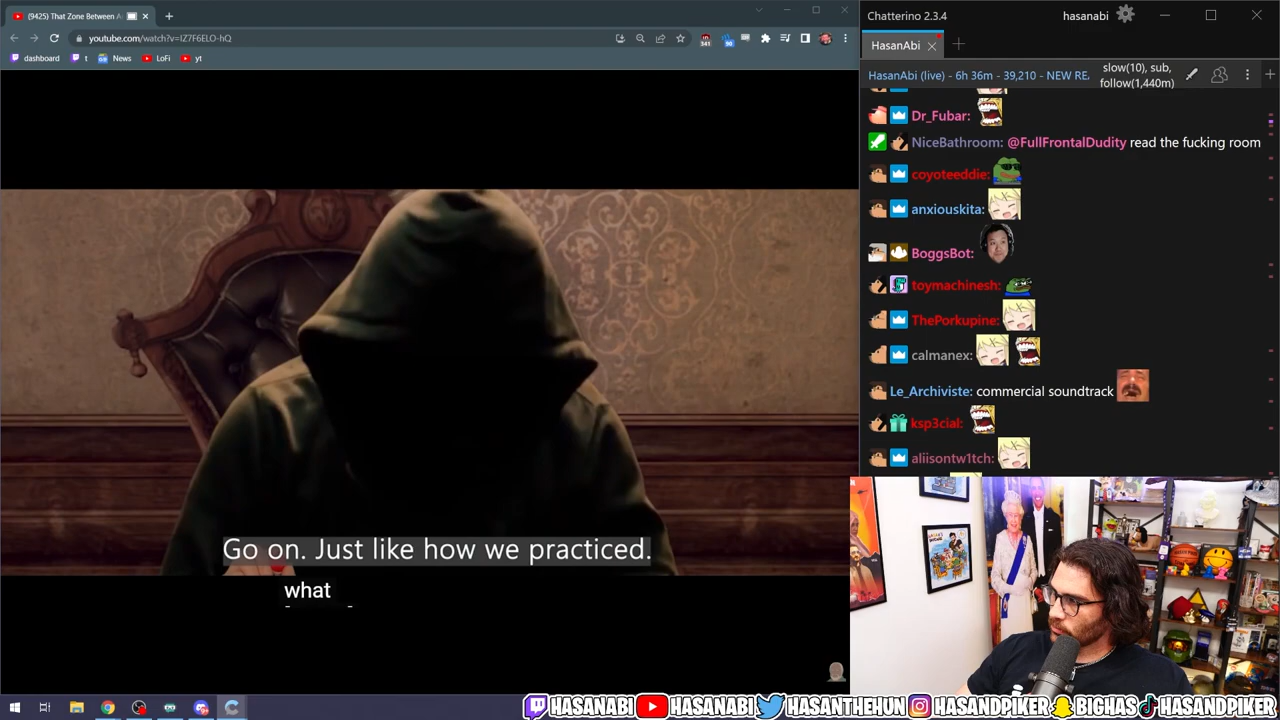 (9425) That Zone Between A
youtube.com/watch?v=IZ7F6ELO-hQ
dashboard
t
News
LoFi
yt
Go on. Just like how we practiced.
what
Chatterino 2.3.4
hasanabi
HasanAbi
HasanAbi (live) - 6h 36m - 39,210 - NEW RE
slow(10), sub,
follow(1,440m)
Dr_Fubar:
NiceBathroom: @FullFrontalDudity read the fucking room
coyoteeddie:
anxiouskita:
BoggsBot:
toymachinesh:
ThePorkupine:
calmanex:
Le_Archiviste: commercial soundtrack
ksp3cial:
aliisontw1tch:
HASANABI HASANABI HASANTHEHUN HASANDPIKER BIGHAS HASANDPIKER